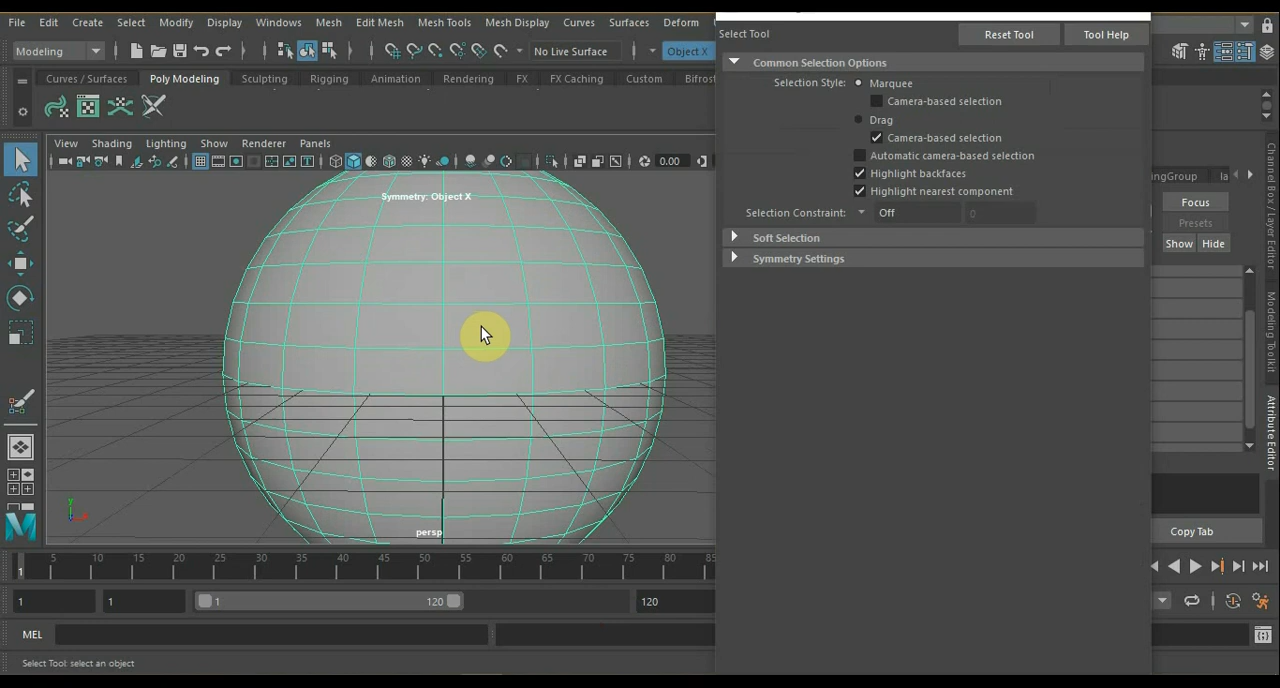 File Edit Create Select Modify Display Windows Mesh Edit Mesh Mesh Tools Mesh Display Curves Surfaces Deform
Modeling No Live Surface Object X
Curves / Surfaces Poly Modeling Sculpting Rigging Animation Rendering FX FX Caching Custom Bifrost
View Shading Lighting Show Renderer Panels
0.00
Symmetry: Object X
persp
y
Select Tool
Reset Tool
Tool Help
Common Selection Options
Selection Style: Marquee
Camera-based selection
Drag
Camera-based selection
Automatic camera-based selection
Highlight backfaces
Highlight nearest component
Selection Constraint: Off 0
Soft Selection
Symmetry Settings
Focus
Presets
Show Hide
Channel Box / Layer Editor
Modeling Toolkit
Attribute Editor
Copy Tab
5 10 15 20 25 30 35 40 45 50 55 60 65 70 75 80 85
1
1 1 1 120 120
MEL
Select Tool: select an object